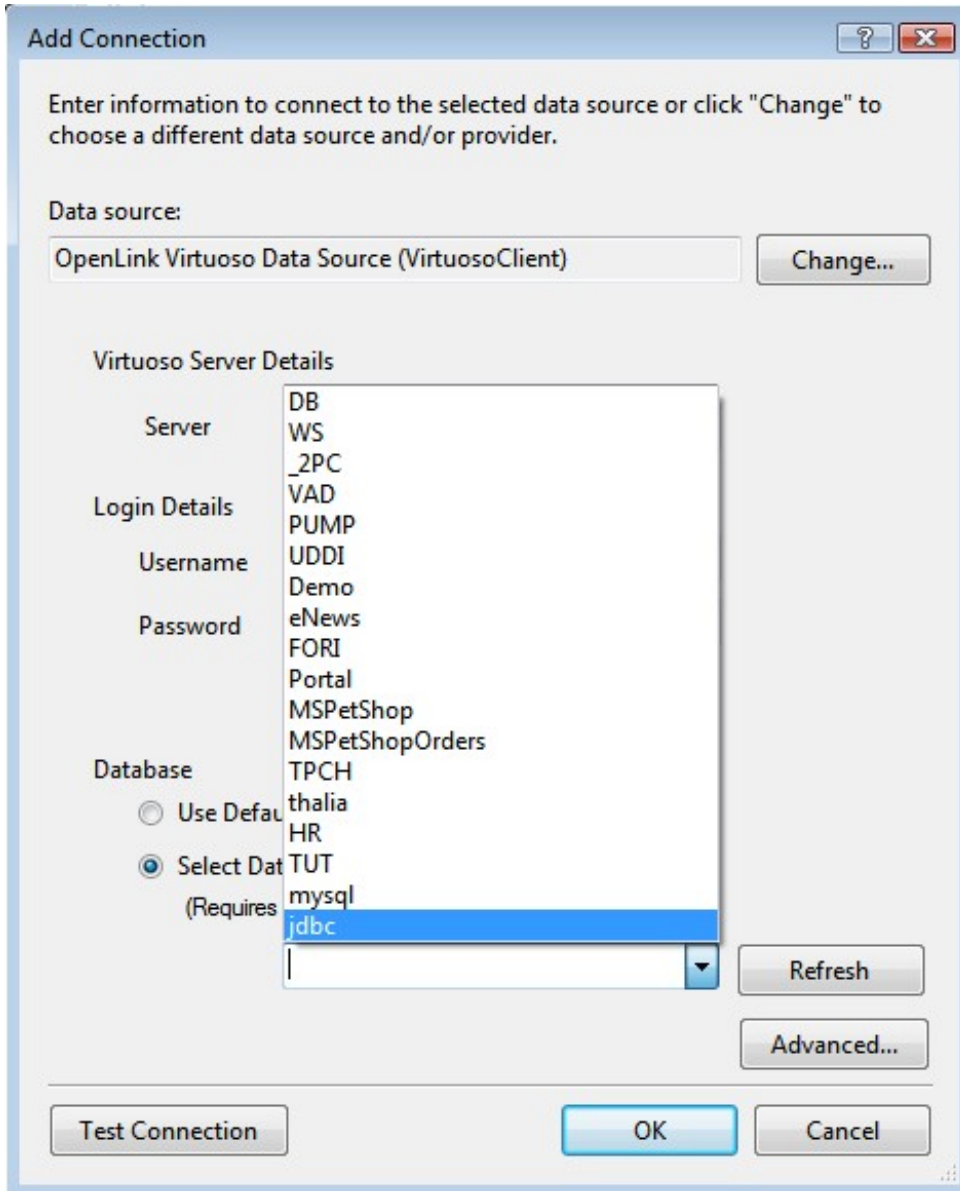 Add Connection
Enter information to connect to the selected data source or click "Change" to
choose a different data source and/or provider.
Data source:
OpenLink Virtuoso Data Source (VirtuosoClient)
Change...
Virtuoso Server Details
Server
Login Details
Username
Password
DB
WS
_2PC
VAD
PUMP
UDDI
Demo
eNews
FORI
Portal
MSPetShop
MSPetShopOrders
TPCH
thalia
HR
TUT
mysql
jdbc
Database
Use Defau
Select Dat
(Requires
Refresh
Advanced...
Test Connection
OK
Cancel